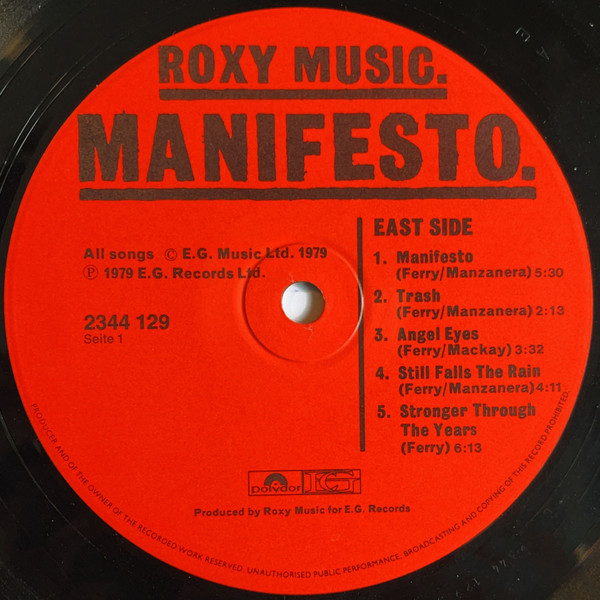 ROXY MUSIC.
MANIFESTO.
EAST SIDE
All songs © E.G. Music Ltd. 1979
℗ 1979 E.G. Records Ltd.
2344 129
Seite 1
1. Manifesto
(Ferry/Manzanera) 5:30
2. Trash
(Ferry/Manzanera) 2:13
3. Angel Eyes
(Ferry/Mackay) 3:32
4. Still Falls The Rain
(Ferry/Manzanera) 4:11
5. Stronger Through
The Years
(Ferry) 6:13
Polydor EG
Produced by Roxy Music for E.G. Records
PRODUCER AND OF THE OWNER OF THE RECORDED WORK RESERVED. UNAUTHORISED PUBLIC PERFORMANCE, BROADCASTING AND COPYING OF THIS RECORD PROHIBITED.